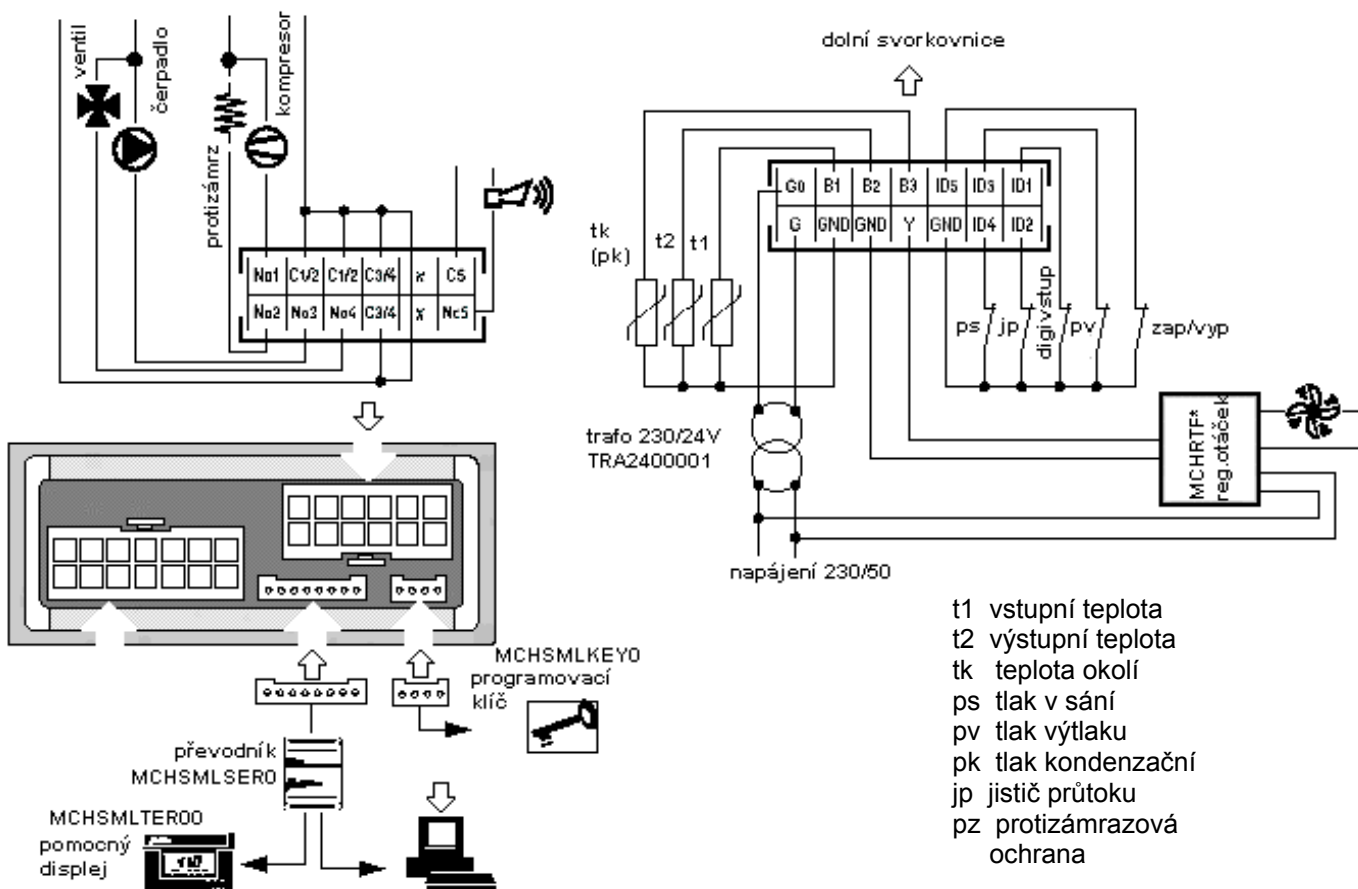 ventil
čerpadlo
protizámrz
kompresor
No1 C1/2 C1/2 C3/4 x C5
No2 No3 No4 C3/4 x Nc5
dolní svorkovnice
G0 B1 B2 B3 ID5 ID3 ID1
G GND GND Y GND ID4 ID2
tk
(pk)
t2
t1
ps
jp
digi vstup
pv
zap/vyp
trafo 230/24V
TRA2400001
MCHRTF*
reg.otáček
napájení 230/50
MCHSMLKEY0
programovací
klíč
převodník
MCHSMLSER0
MCHSMLTER00
pomocný
displej
t1 vstupní teplota
t2 výstupní teplota
tk teplota okolí
ps tlak v sání
pv tlak výtlaku
pk tlak kondenzační
jp jistič průtoku
pz protizámrazová
ochrana